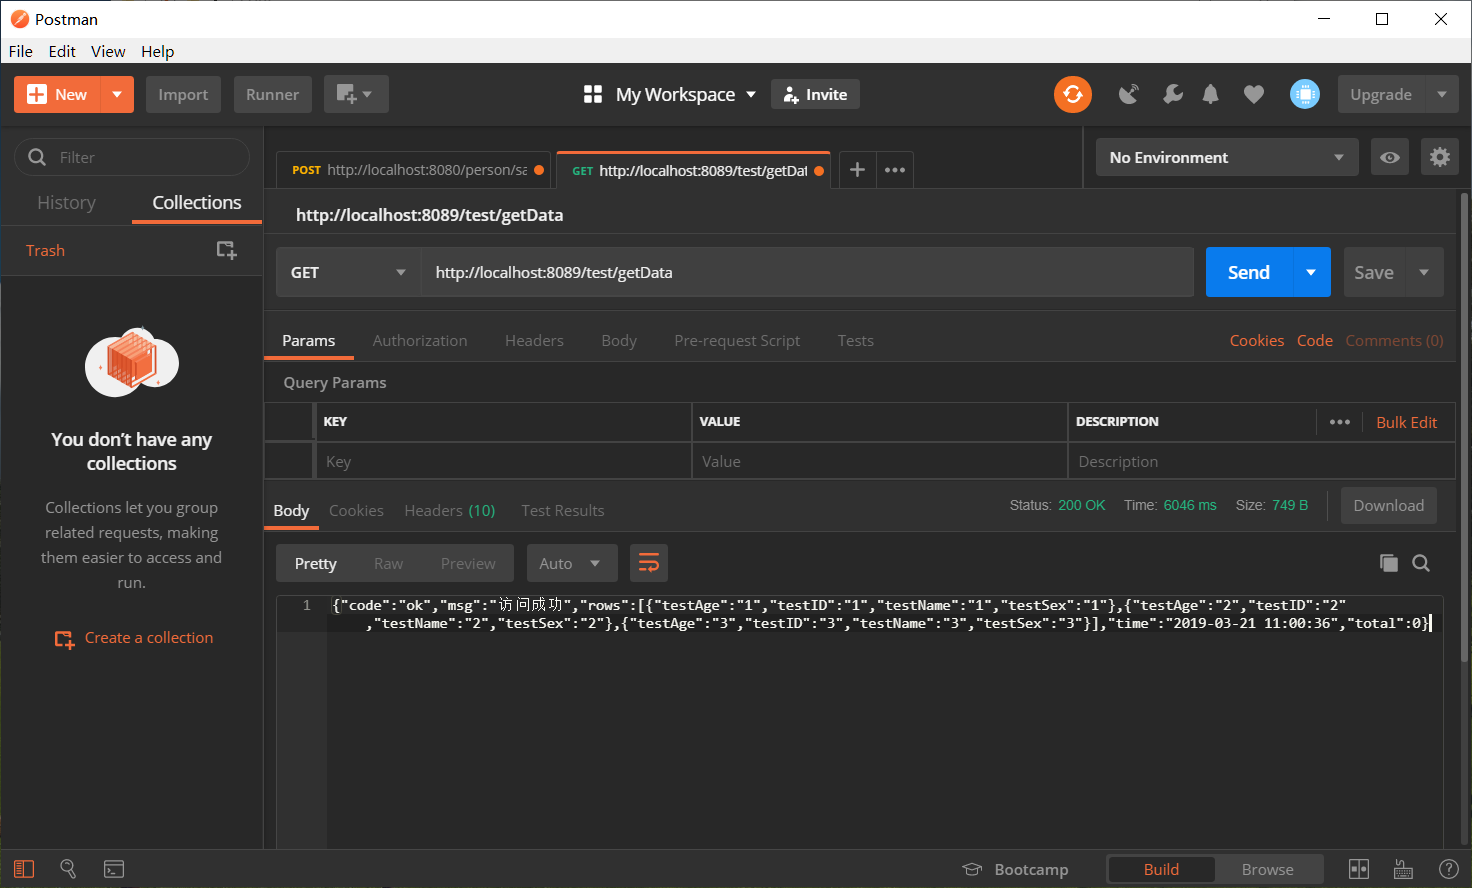 Postman
File Edit View Help
New Import Runner My Workspace Invite Upgrade
Filter
History Collections
Trash
You don't have any
collections
Collections let you group
related requests, making
them easier to access and
run.
Create a collection
POST http://localhost:8080/person/sa GET http://localhost:8089/test/getDat No Environment
http://localhost:8089/test/getData
GET http://localhost:8089/test/getData Send Save
Params Authorization Headers Body Pre-request Script Tests Cookies Code Comments (0)
Query Params
KEY VALUE DESCRIPTION Bulk Edit
Key Value Description
Body Cookies Headers (10) Test Results Status: 200 OK Time: 6046 ms Size: 749 B Download
Pretty Raw Preview Auto
1 {"code":"ok","msg":"访问成功","rows":[{"testAge":"1","testID":"1","testName":"1","testSex":"1"},{"testAge":"2","testID":"2"
,"testName":"2","testSex":"2"},{"testAge":"3","testID":"3","testName":"3","testSex":"3"}],"time":"2019-03-21 11:00:36","total":0}
Bootcamp Build Browse